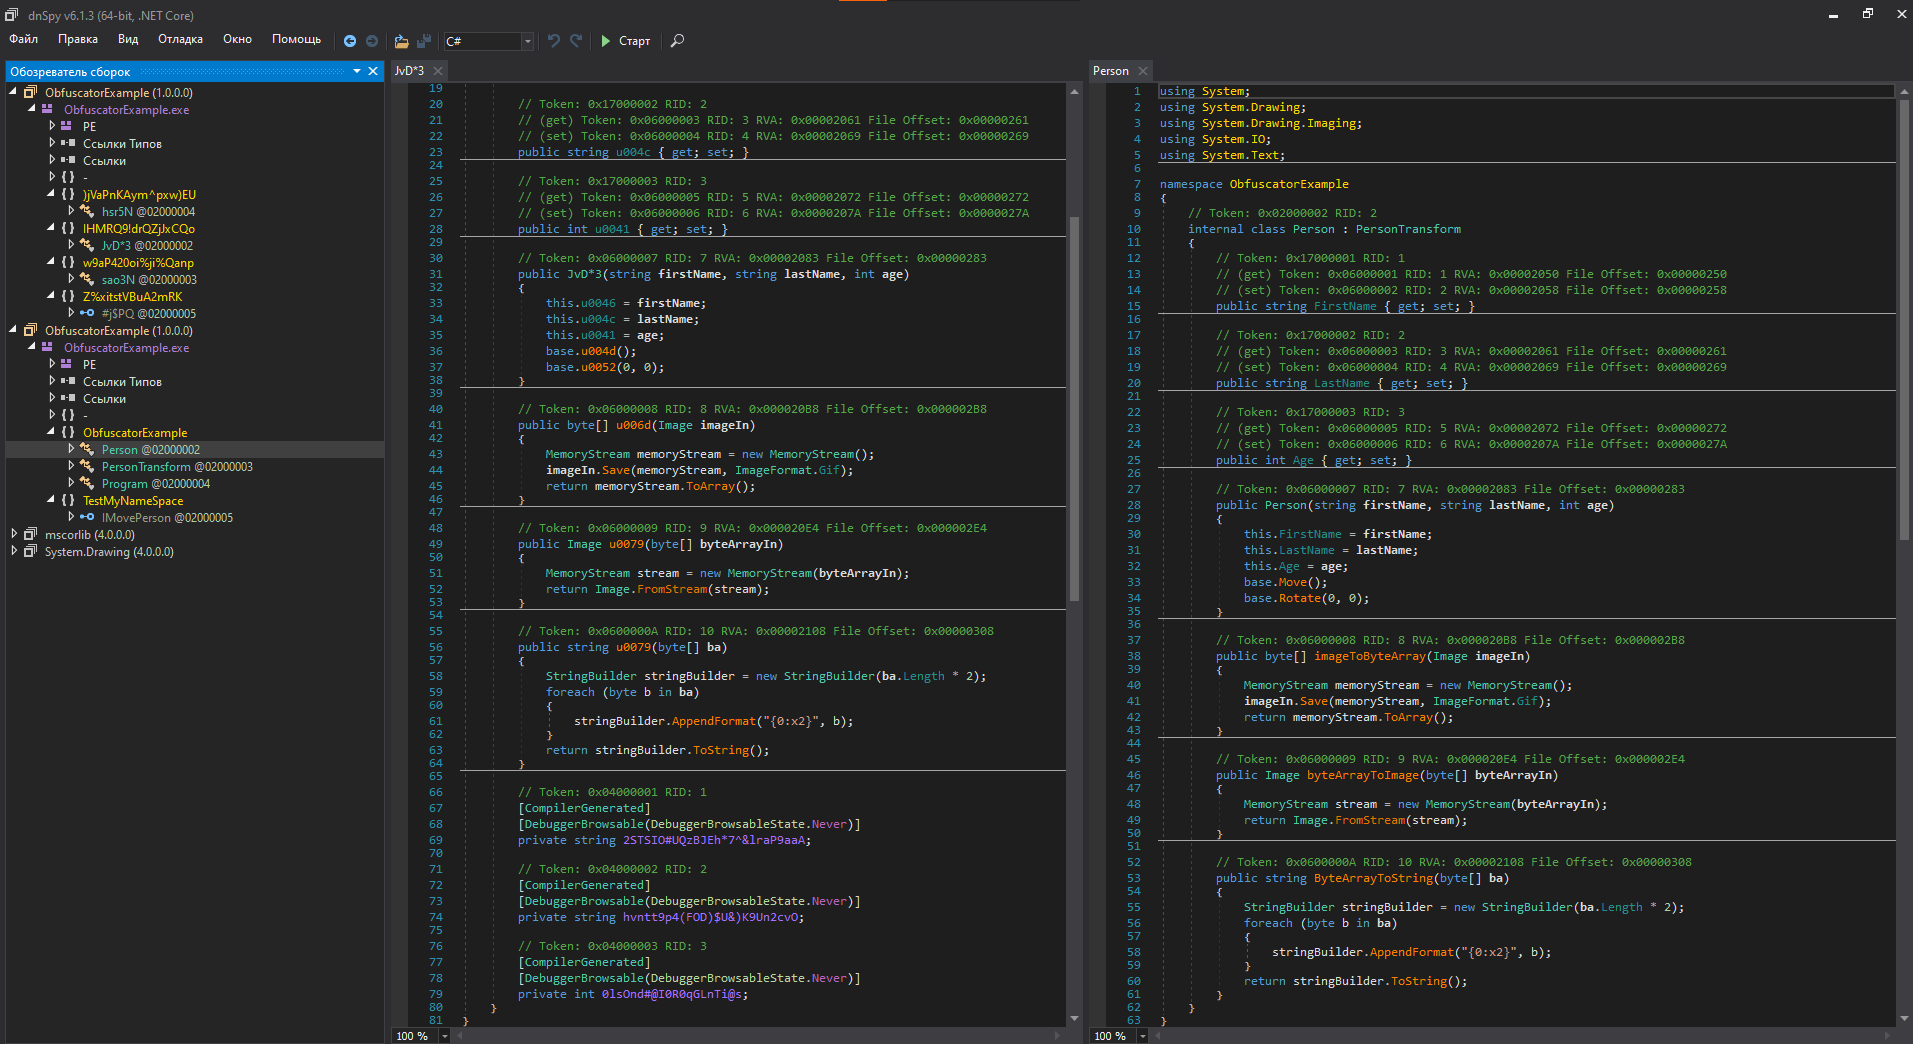 dnSpy v6.1.3 (64-bit, .NET Core)
Файл Правка Вид Отладка Окно Помощь C# Старт
Обозреватель сборок
ObfuscatorExample (1.0.0.0)
ObfuscatorExample.exe
PE
Ссылки Типов
Ссылки
{ } -
{ } )jVaPnKAym^pxw)EU
hsr5N @02000004
{ } IHMRQ9!drQZjJxCQo
JvD*3 @02000002
{ } w9aP420oi%ji%Qanp
sao3N @02000003
{ } Z%xitstVBuA2mRK
#j$PQ @02000005
ObfuscatorExample (1.0.0.0)
ObfuscatorExample.exe
PE
Ссылки Типов
Ссылки
{ } -
{ } ObfuscatorExample
Person @02000002
PersonTransform @02000003
Program @02000004
{ } TestMyNameSpace
IMovePerson @02000005
mscorlib (4.0.0.0)
System.Drawing (4.0.0.0)
JvD*3
19
20 // Token: 0x17000002 RID: 2
21 // (get) Token: 0x06000003 RID: 3 RVA: 0x00002061 File Offset: 0x00000261
22 // (set) Token: 0x06000004 RID: 4 RVA: 0x00002069 File Offset: 0x00000269
23 public string u004c { get; set; }
24
25 // Token: 0x17000003 RID: 3
26 // (get) Token: 0x06000005 RID: 5 RVA: 0x00002072 File Offset: 0x00000272
27 // (set) Token: 0x06000006 RID: 6 RVA: 0x0000207A File Offset: 0x0000027A
28 public int u0041 { get; set; }
29
30 // Token: 0x06000007 RID: 7 RVA: 0x00002083 File Offset: 0x00000283
31 public JvD*3(string firstName, string lastName, int age)
32 {
33 this.u0046 = firstName;
34 this.u004c = lastName;
35 this.u0041 = age;
36 base.u004d();
37 base.u0052(0, 0);
38 }
39
40 // Token: 0x06000008 RID: 8 RVA: 0x000020B8 File Offset: 0x000002B8
41 public byte[] u006d(Image imageIn)
42 {
43 MemoryStream memoryStream = new MemoryStream();
44 imageIn.Save(memoryStream, ImageFormat.Gif);
45 return memoryStream.ToArray();
46 }
47
48 // Token: 0x06000009 RID: 9 RVA: 0x000020E4 File Offset: 0x000002E4
49 public Image u0079(byte[] byteArrayIn)
50 {
51 MemoryStream stream = new MemoryStream(byteArrayIn);
52 return Image.FromStream(stream);
53 }
54
55 // Token: 0x0600000A RID: 10 RVA: 0x00002108 File Offset: 0x00000308
56 public string u0079(byte[] ba)
57 {
58 StringBuilder stringBuilder = new StringBuilder(ba.Length * 2);
59 foreach (byte b in ba)
60 {
61 stringBuilder.AppendFormat("{0:x2}", b);
62 }
63 return stringBuilder.ToString();
64 }
65
66 // Token: 0x04000001 RID: 1
67 [CompilerGenerated]
68 [DebuggerBrowsable(DebuggerBrowsableState.Never)]
69 private string 2STSIO#UQzBJEh*7^&lraP9aaA;
70
71 // Token: 0x04000002 RID: 2
72 [CompilerGenerated]
73 [DebuggerBrowsable(DebuggerBrowsableState.Never)]
74 private string hvntt9p4(FOD)$U&)K9Un2cvO;
75
76 // Token: 0x04000003 RID: 3
77 [CompilerGenerated]
78 [DebuggerBrowsable(DebuggerBrowsableState.Never)]
79 private int 0lsOnd#@I0R0qGLnTi@s;
80 }
81 }
100 %
Person
1 using System;
2 using System.Drawing;
3 using System.Drawing.Imaging;
4 using System.IO;
5 using System.Text;
6
7 namespace ObfuscatorExample
8 {
9 // Token: 0x02000002 RID: 2
10 internal class Person : PersonTransform
11 {
12 // Token: 0x17000001 RID: 1
13 // (get) Token: 0x06000001 RID: 1 RVA: 0x00002050 File Offset: 0x00000250
14 // (set) Token: 0x06000002 RID: 2 RVA: 0x00002058 File Offset: 0x00000258
15 public string FirstName { get; set; }
16
17 // Token: 0x17000002 RID: 2
18 // (get) Token: 0x06000003 RID: 3 RVA: 0x00002061 File Offset: 0x00000261
19 // (set) Token: 0x06000004 RID: 4 RVA: 0x00002069 File Offset: 0x00000269
20 public string LastName { get; set; }
21
22 // Token: 0x17000003 RID: 3
23 // (get) Token: 0x06000005 RID: 5 RVA: 0x00002072 File Offset: 0x00000272
24 // (set) Token: 0x06000006 RID: 6 RVA: 0x0000207A File Offset: 0x0000027A
25 public int Age { get; set; }
26
27 // Token: 0x06000007 RID: 7 RVA: 0x00002083 File Offset: 0x00000283
28 public Person(string firstName, string lastName, int age)
29 {
30 this.FirstName = firstName;
31 this.LastName = lastName;
32 this.Age = age;
33 base.Move();
34 base.Rotate(0, 0);
35 }
36
37 // Token: 0x06000008 RID: 8 RVA: 0x000020B8 File Offset: 0x000002B8
38 public byte[] imageToByteArray(Image imageIn)
39 {
40 MemoryStream memoryStream = new MemoryStream();
41 imageIn.Save(memoryStream, ImageFormat.Gif);
42 return memoryStream.ToArray();
43 }
44
45 // Token: 0x06000009 RID: 9 RVA: 0x000020E4 File Offset: 0x000002E4
46 public Image byteArrayToImage(byte[] byteArrayIn)
47 {
48 MemoryStream stream = new MemoryStream(byteArrayIn);
49 return Image.FromStream(stream);
50 }
51
52 // Token: 0x0600000A RID: 10 RVA: 0x00002108 File Offset: 0x00000308
53 public string ByteArrayToString(byte[] ba)
54 {
55 StringBuilder stringBuilder = new StringBuilder(ba.Length * 2);
56 foreach (byte b in ba)
57 {
58 stringBuilder.AppendFormat("{0:x2}", b);
59 }
60 return stringBuilder.ToString();
61 }
62 }
63 }
100 %